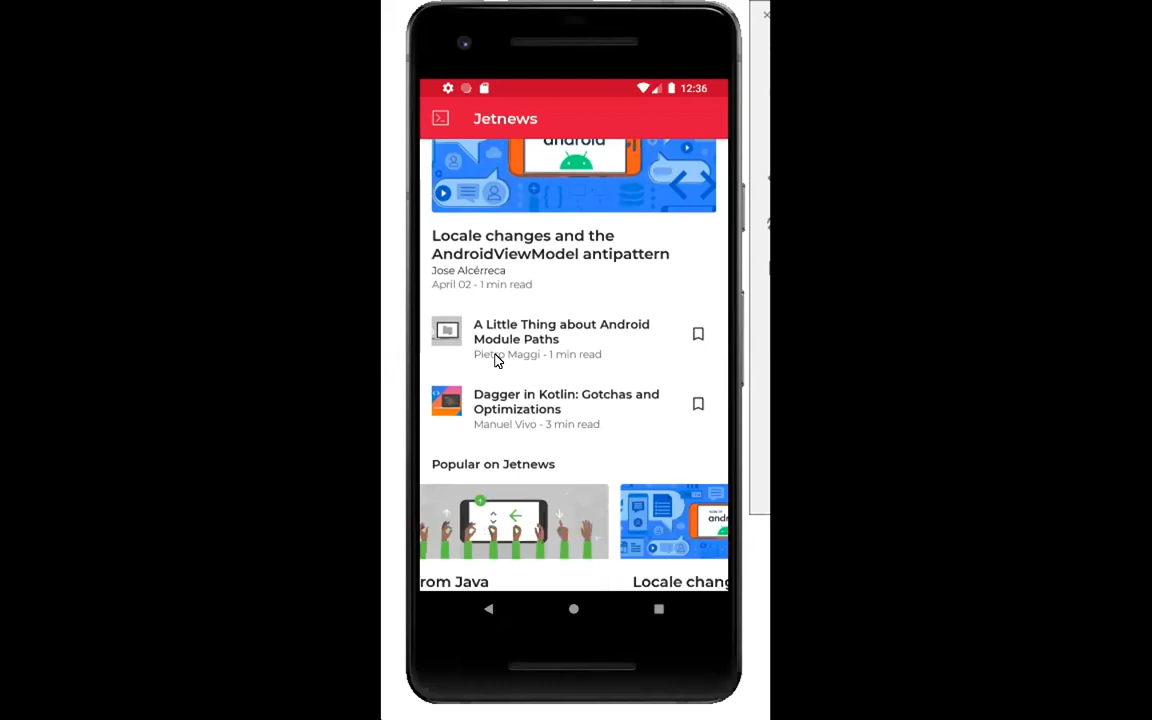 12:36
Jetnews
android
Locale changes and the
AndroidViewModel antipattern
Jose Alcérreca
April 02 - 1 min read
A Little Thing about Android
Module Paths
Pietro Maggi - 1 min read
Dagger in Kotlin: Gotchas and
Optimizations
Manuel Vivo - 3 min read
Popular on Jetnews
andr
rom Java
Locale chang